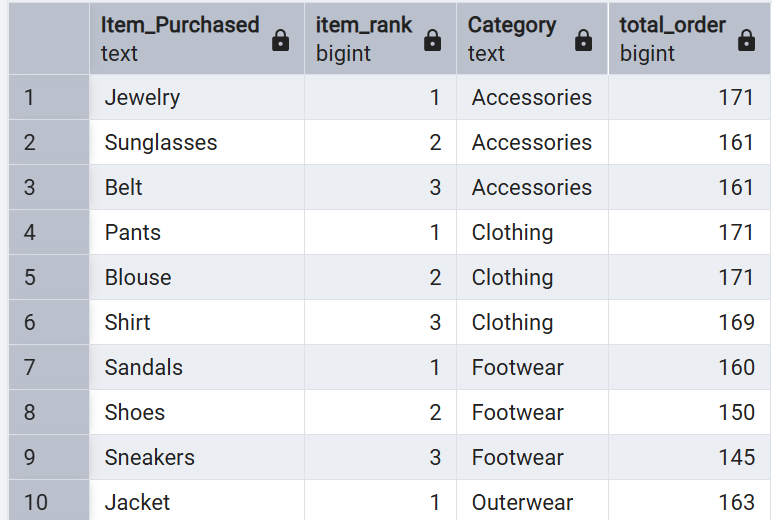 Item_Purchased item_rank Category total_order
text bigint text bigint
1 Jewelry 1 Accessories 171
2 Sunglasses 2 Accessories 161
3 Belt 3 Accessories 161
4 Pants 1 Clothing 171
5 Blouse 2 Clothing 171
6 Shirt 3 Clothing 169
7 Sandals 1 Footwear 160
8 Shoes 2 Footwear 150
9 Sneakers 3 Footwear 145
10 Jacket 1 Outerwear 163